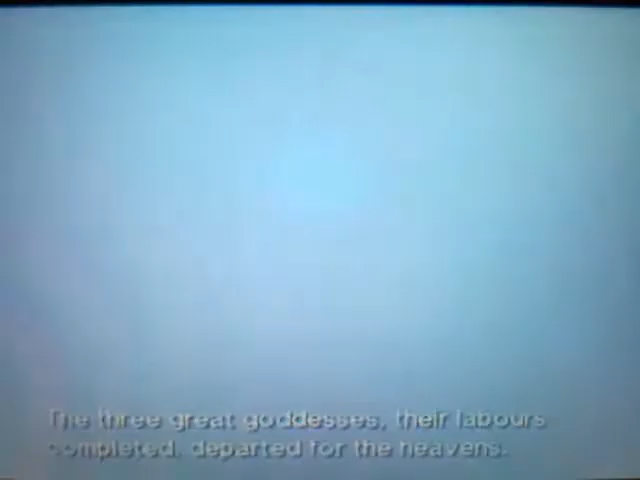 The three great goddesses, their labours
completed, departed for the heavens.